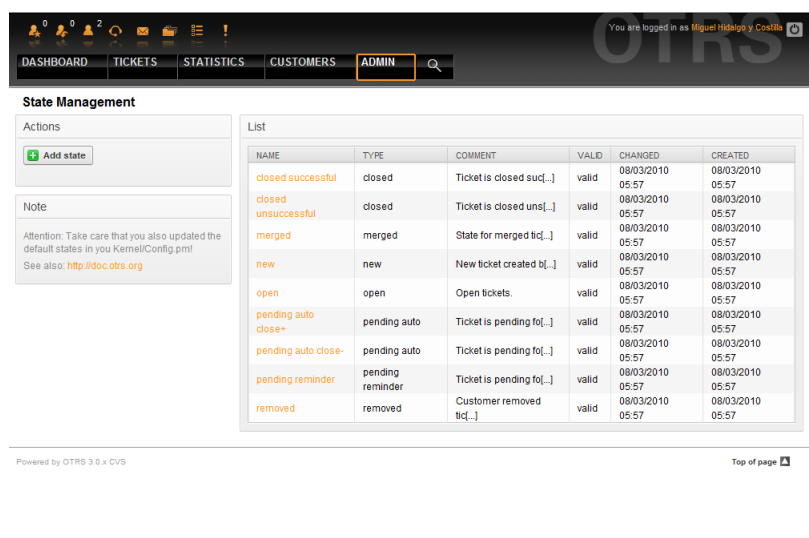 0 0 2
OTRS
You are logged in as Miguel Hidalgo y Costilla
DASHBOARD TICKETS STATISTICS CUSTOMERS ADMIN
State Management
Actions
Add state
Note
Attention: Take care that you also updated the
default states in you Kernel/Config.pm!
See also: http://doc.otrs.org
List
NAME TYPE COMMENT VALID CHANGED CREATED
closed successful closed Ticket is closed suc[...] valid 08/03/2010 05:57 08/03/2010 05:57
closed unsuccessful closed Ticket is closed uns[...] valid 08/03/2010 05:57 08/03/2010 05:57
merged merged State for merged tic[...] valid 08/03/2010 05:57 08/03/2010 05:57
new new New ticket created b[...] valid 08/03/2010 05:57 08/03/2010 05:57
open open Open tickets. valid 08/03/2010 05:57 08/03/2010 05:57
pending auto close+ pending auto Ticket is pending fo[...] valid 08/03/2010 05:57 08/03/2010 05:57
pending auto close- pending auto Ticket is pending fo[...] valid 08/03/2010 05:57 08/03/2010 05:57
pending reminder pending reminder Ticket is pending fo[...] valid 08/03/2010 05:57 08/03/2010 05:57
removed removed Customer removed tic[...] valid 08/03/2010 05:57 08/03/2010 05:57
Powered by OTRS 3.0.x CVS
Top of page